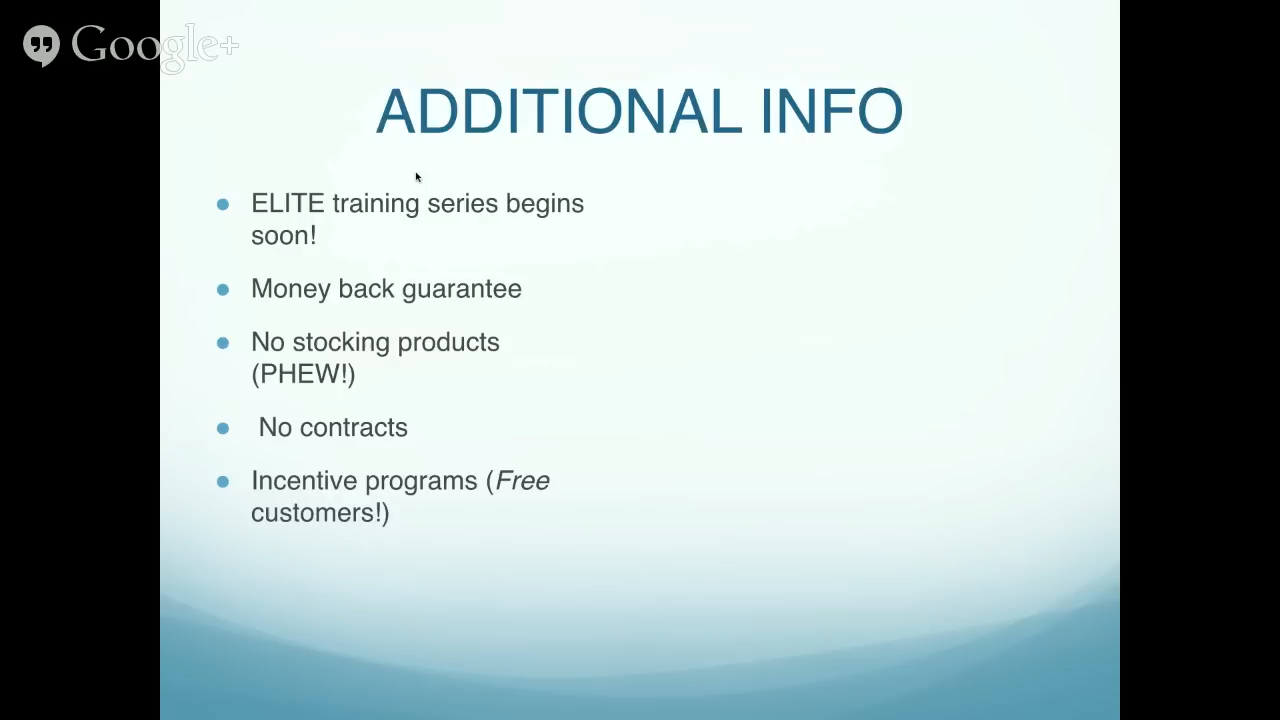 Google+
ADDITIONAL INFO
ELITE training series begins
soon!
Money back guarantee
No stocking products
(PHEW!)
No contracts
Incentive programs (Free
customers!)